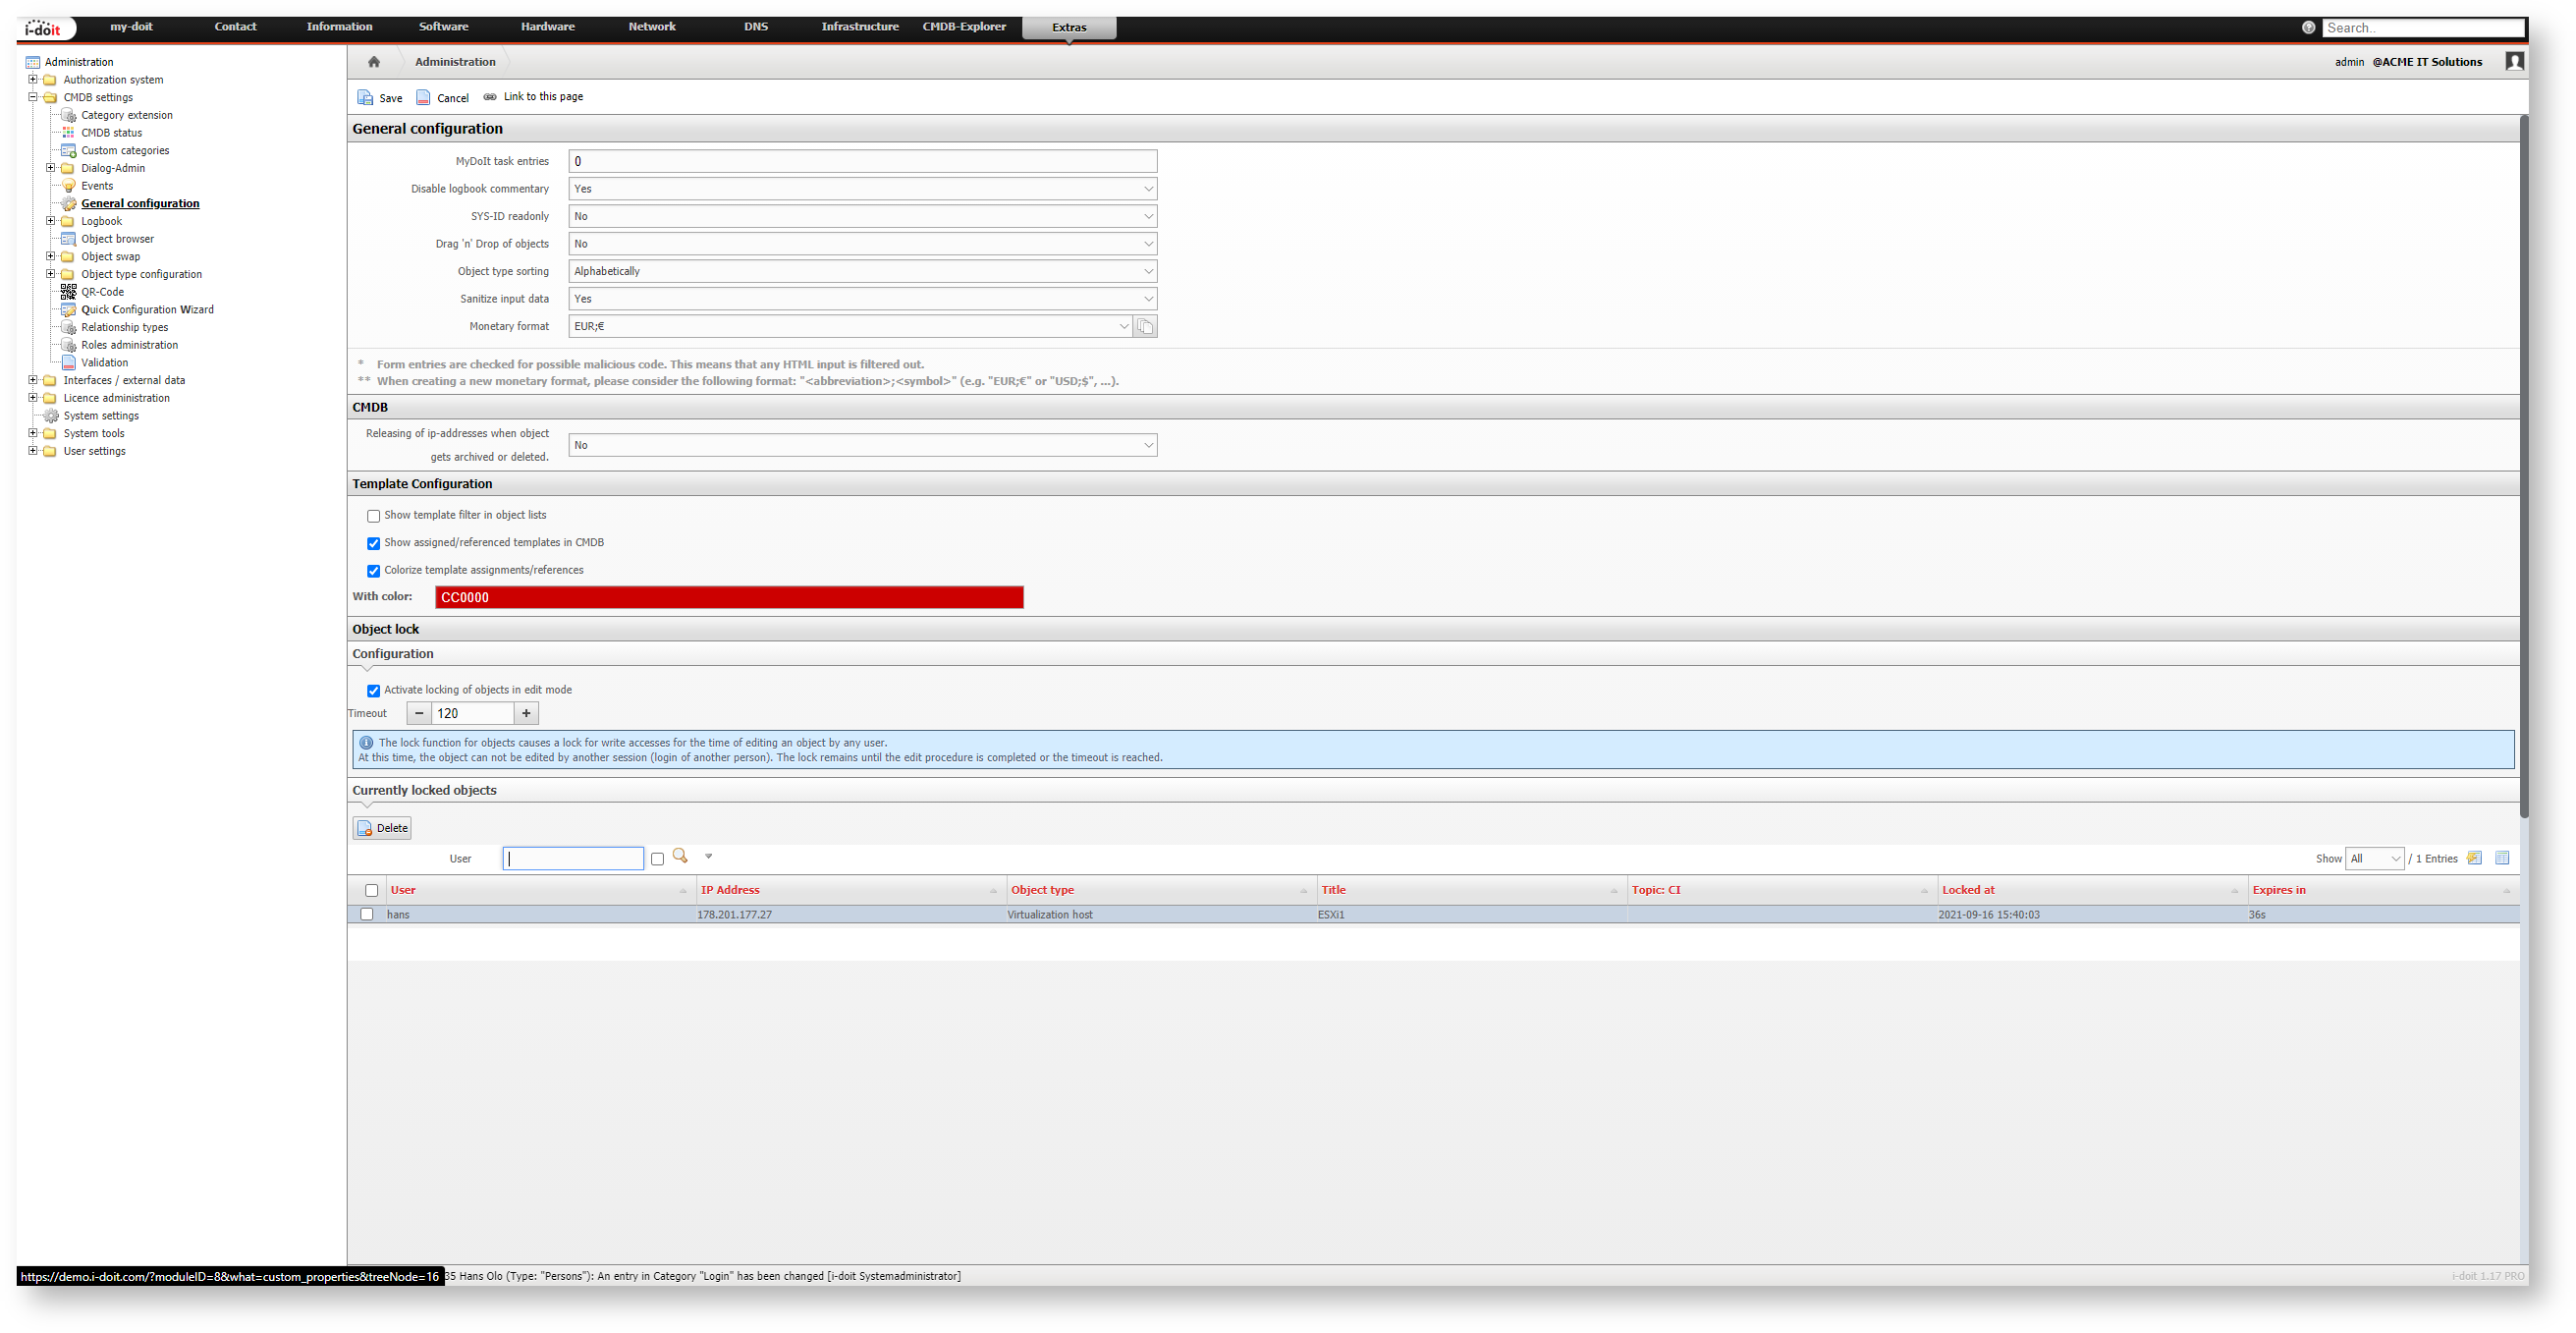 i-doit
my-doit Contact Information Software Hardware Network DNS Infrastructure CMDB-Explorer Extras Search..
Administration
Authorization system
CMDB settings
Category extension
CMDB status
Custom categories
Dialog-Admin
Events
General configuration
Logbook
Object browser
Object swap
Object type configuration
QR-Code
Quick Configuration Wizard
Relationship types
Roles administration
Validation
Interfaces / external data
Licence administration
System settings
System tools
User settings
Administration
admin @ACME IT Solutions
Save Cancel Link to this page
General configuration
MyDoIt task entries 0
Disable logbook commentary Yes
SYS-ID readonly No
Drag 'n' Drop of objects No
Object type sorting Alphabetically
Sanitize input data Yes
Monetary format EUR;€
* Form entries are checked for possible malicious code. This means that any HTML input is filtered out.
** When creating a new monetary format, please consider the following format: "<abbreviation>;<symbol>" (e.g. "EUR;€" or "USD;$", ...).
CMDB
Releasing of ip-addresses when object
gets archived or deleted.
No
Template Configuration
Show template filter in object lists
Show assigned/referenced templates in CMDB
Colorize template assignments/references
With color: CC0000
Object lock
Configuration
Activate locking of objects in edit mode
Timeout − 120 +
The lock function for objects causes a lock for write accesses for the time of editing an object by any user.
At this time, the object can not be edited by another session (login of another person). The lock remains until the edit procedure is completed or the timeout is reached.
Currently locked objects
Delete
User
Show All / 1 Entries
User IP Address Object type Title Topic: CI Locked at Expires in
hans 178.201.177.27 Virtualization host ESXi1 2021-09-16 15:40:03 36s
https://demo.i-doit.com/?moduleID=8&what=custom_properties&treeNode=16
35 Hans Olo (Type: "Persons"): An entry in Category "Login" has been changed [i-doit Systemadministrator]
i-doit 1.17 PRO